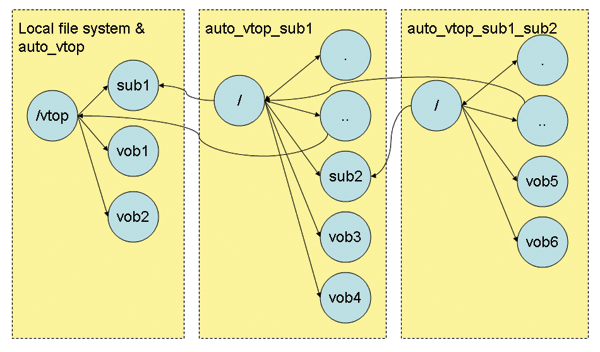 Local file system &
auto_vtop
/vtop
sub1
vob1
vob2
auto_vtop_sub1
/
.
..
sub2
vob3
vob4
auto_vtop_sub1_sub2
/
.
..
vob5
vob6